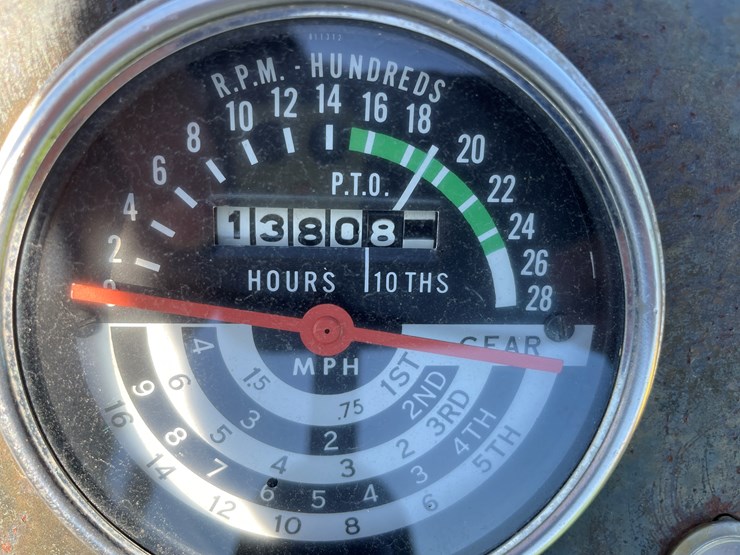 R.P.M. - HUNDREDS
2 4 6 8 10 12 14 16 18 20 22 24 26 28
P.T.O.
13808
HOURS 10 THS
GEAR
MPH
1.5 .75 1ST
4 3 2 2 2ND
6 5 4 3 3RD
9 8 7 6 5 4 3 4TH
16 14 12 10 8 6 5TH